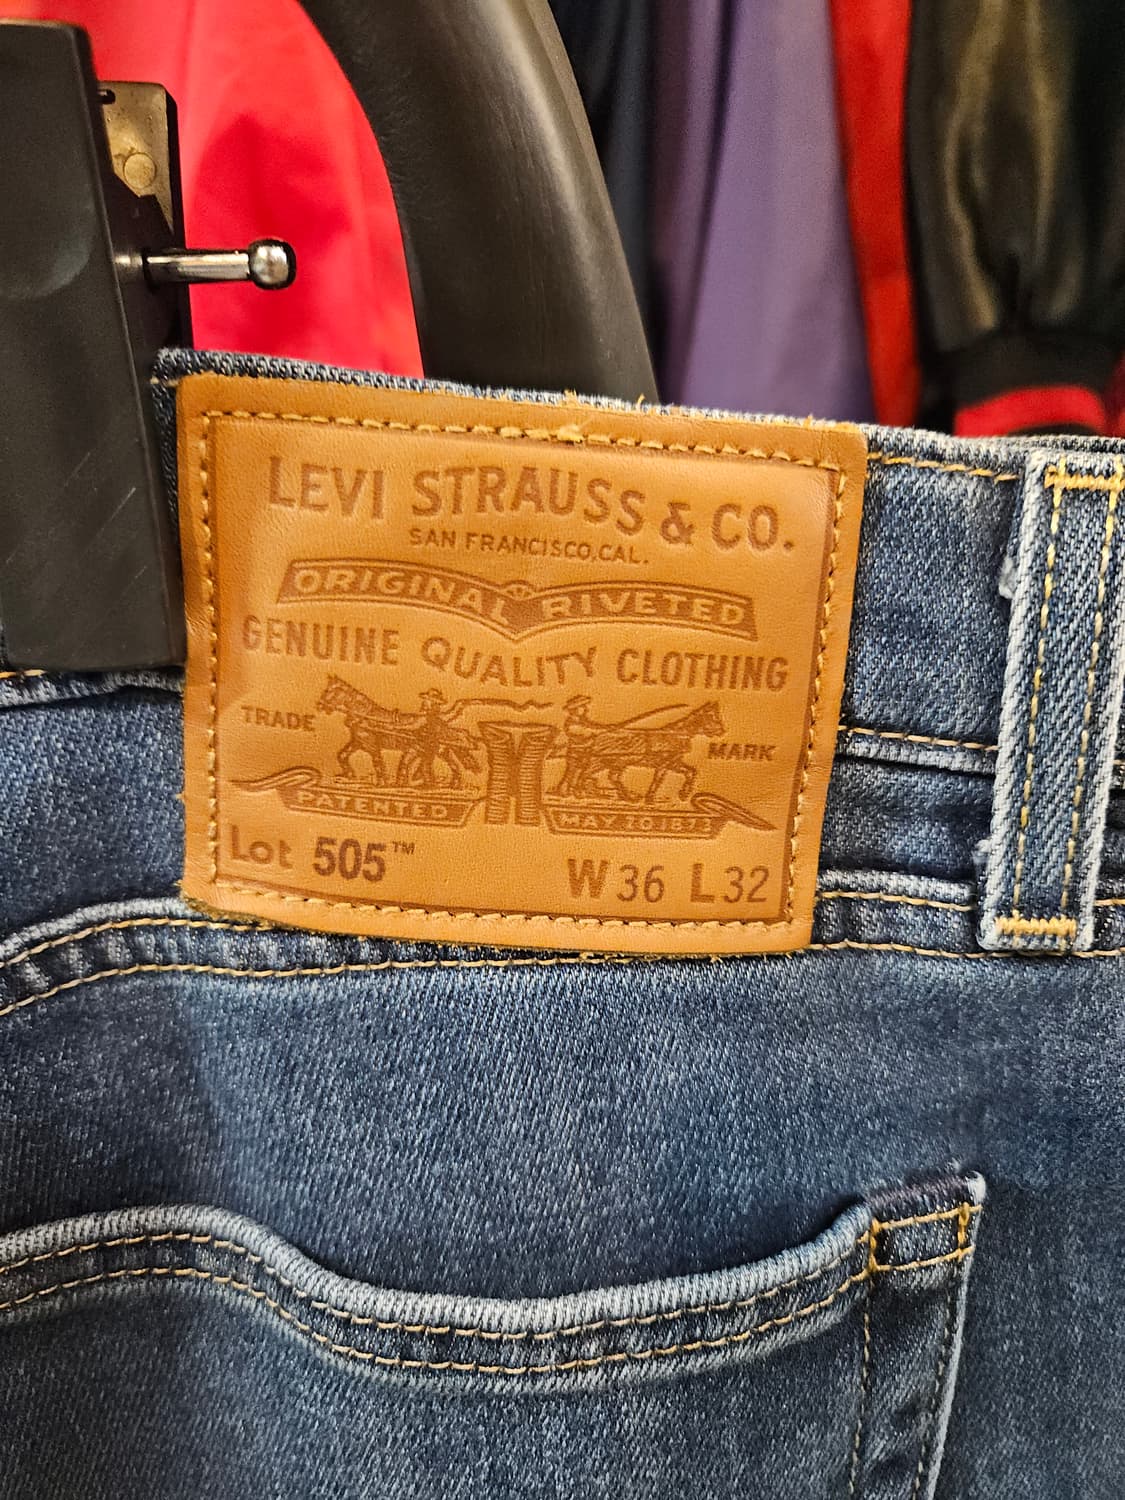 LEVI STRAUSS & CO.
SAN FRANCISCO, CAL.
ORIGINAL RIVETED
GENUINE QUALITY CLOTHING
TRADE MARK
PATENTED MAY 20 1873
Lot 505™ W 36 L 32